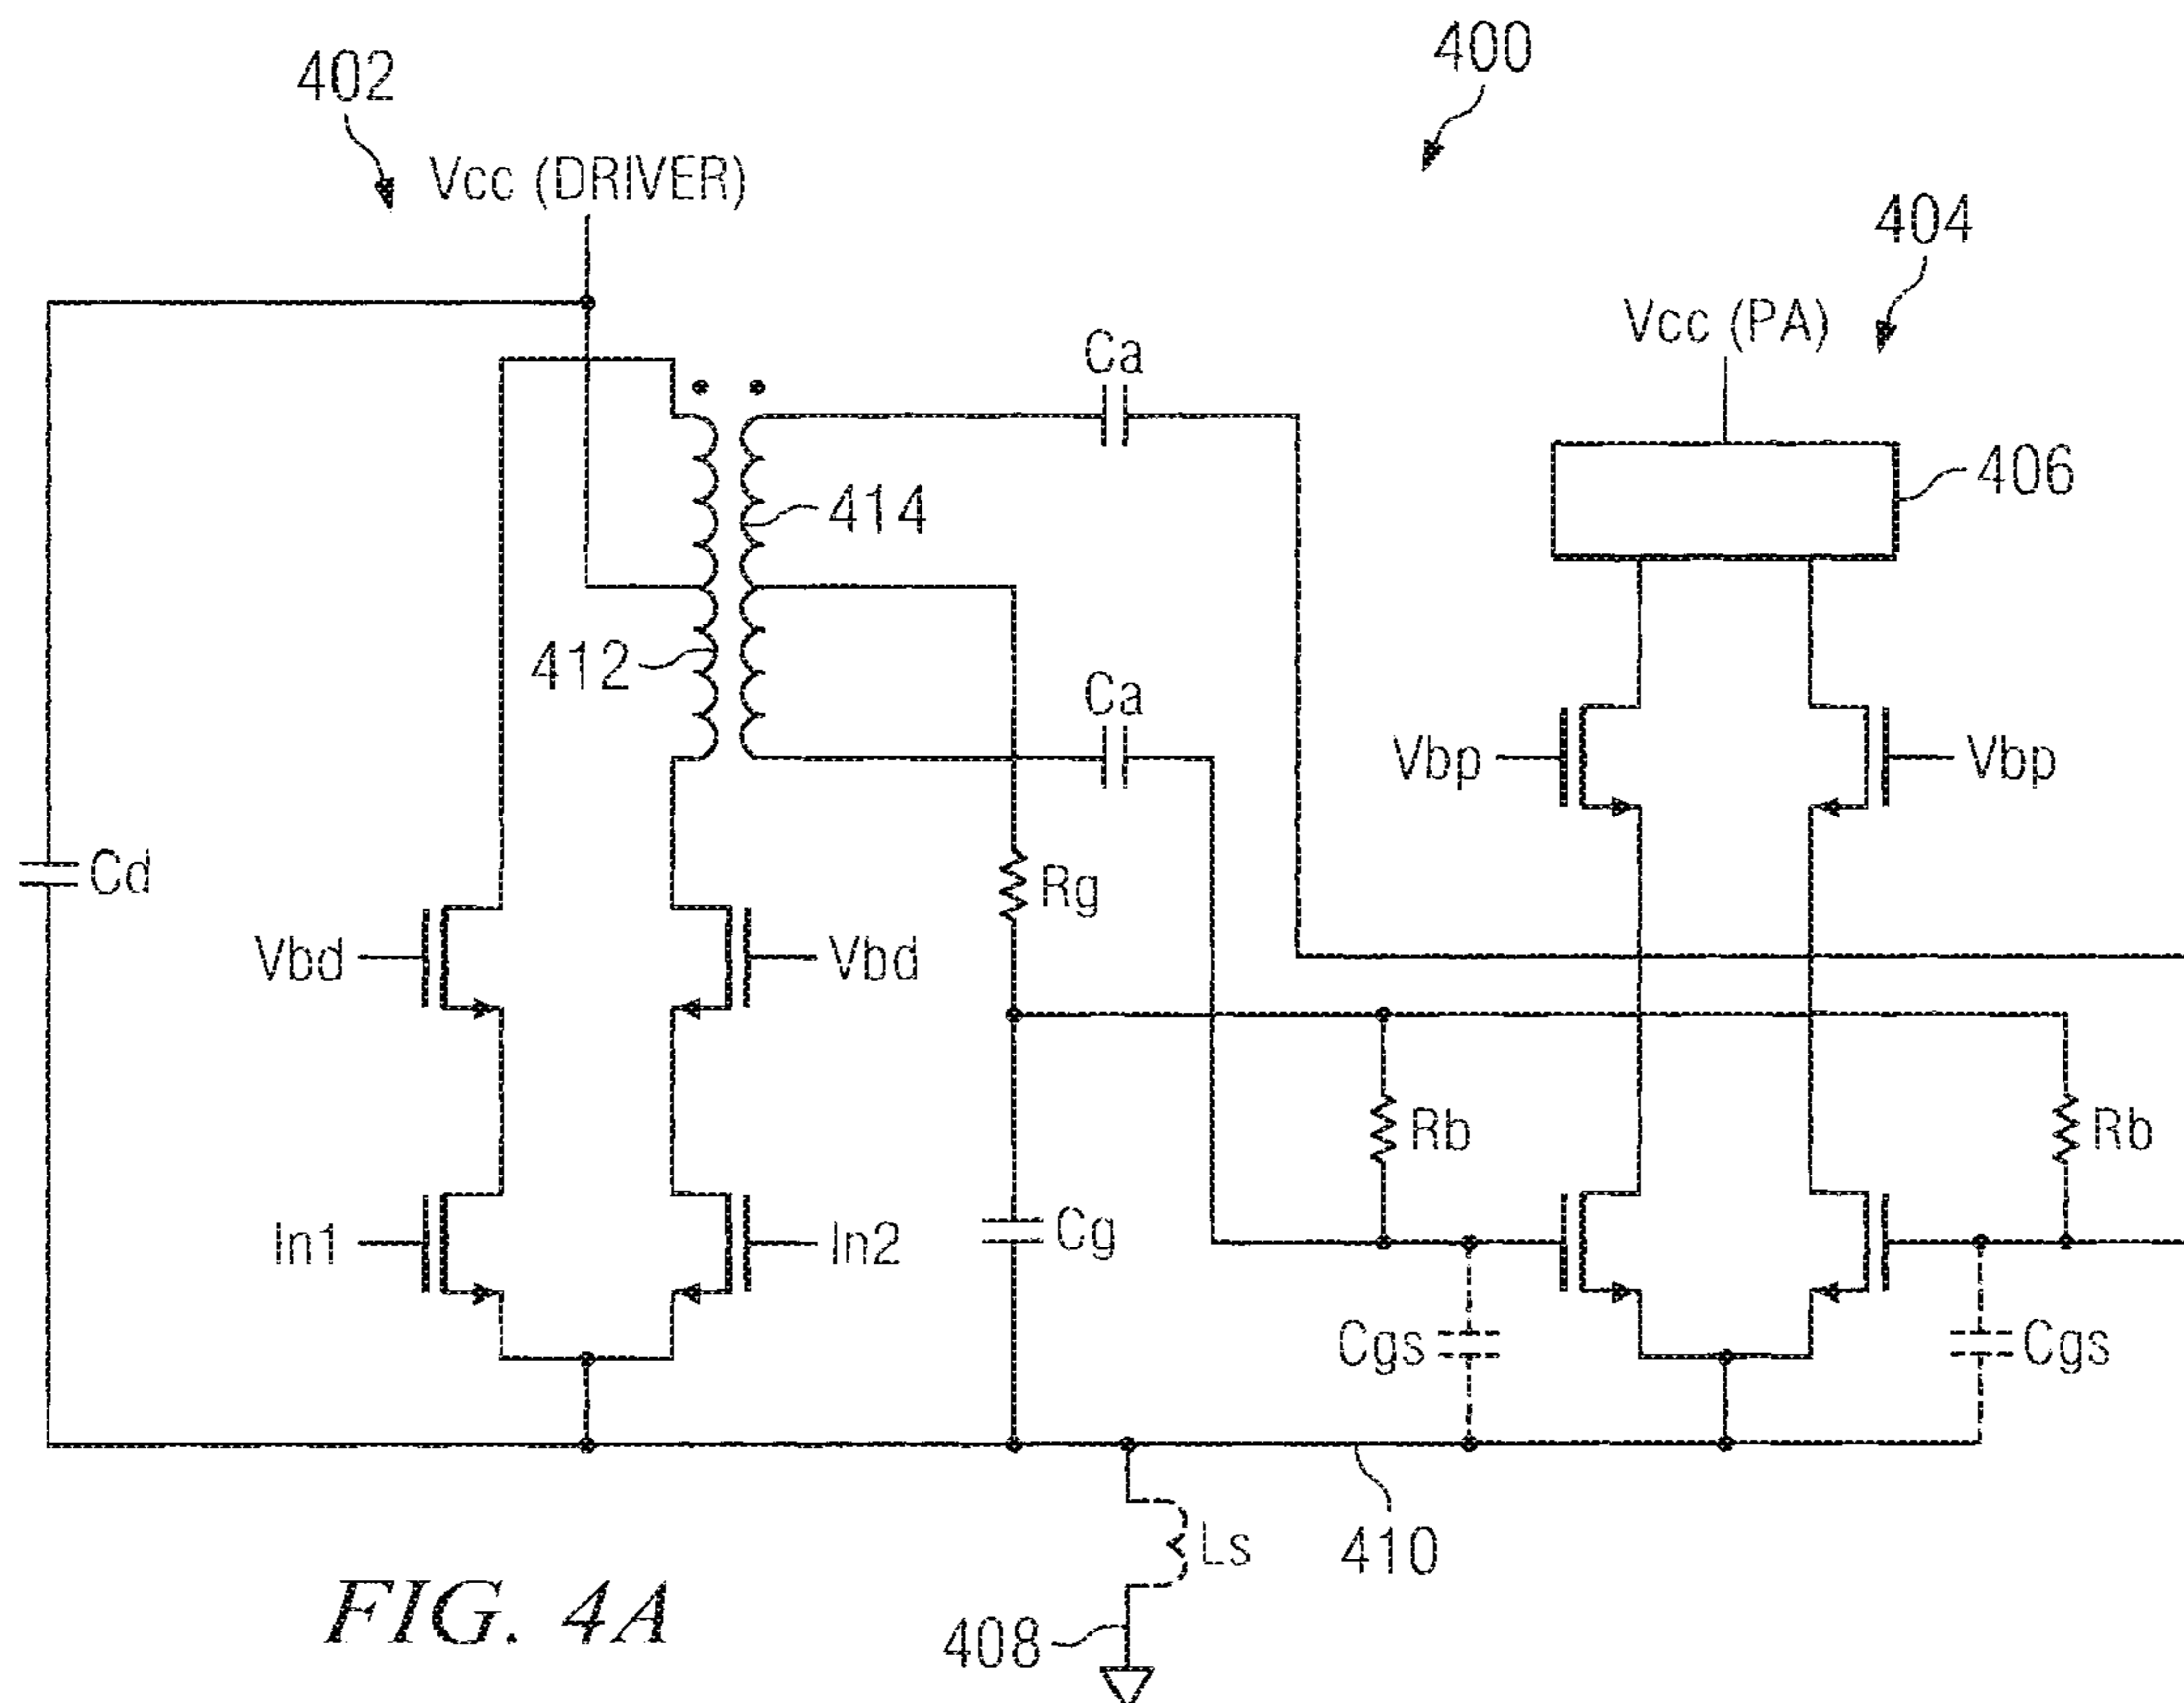 400
402
Vcc (DRIVER)
404
Vcc (PA)
Ca
406
414
412
Ca
Vbp
Vbp
Cd
Rg
Vbd
Vbd
Rb
Rb
In1
In2
Cg
Cgs
Cgs
Ls
410
408
FIG. 4A